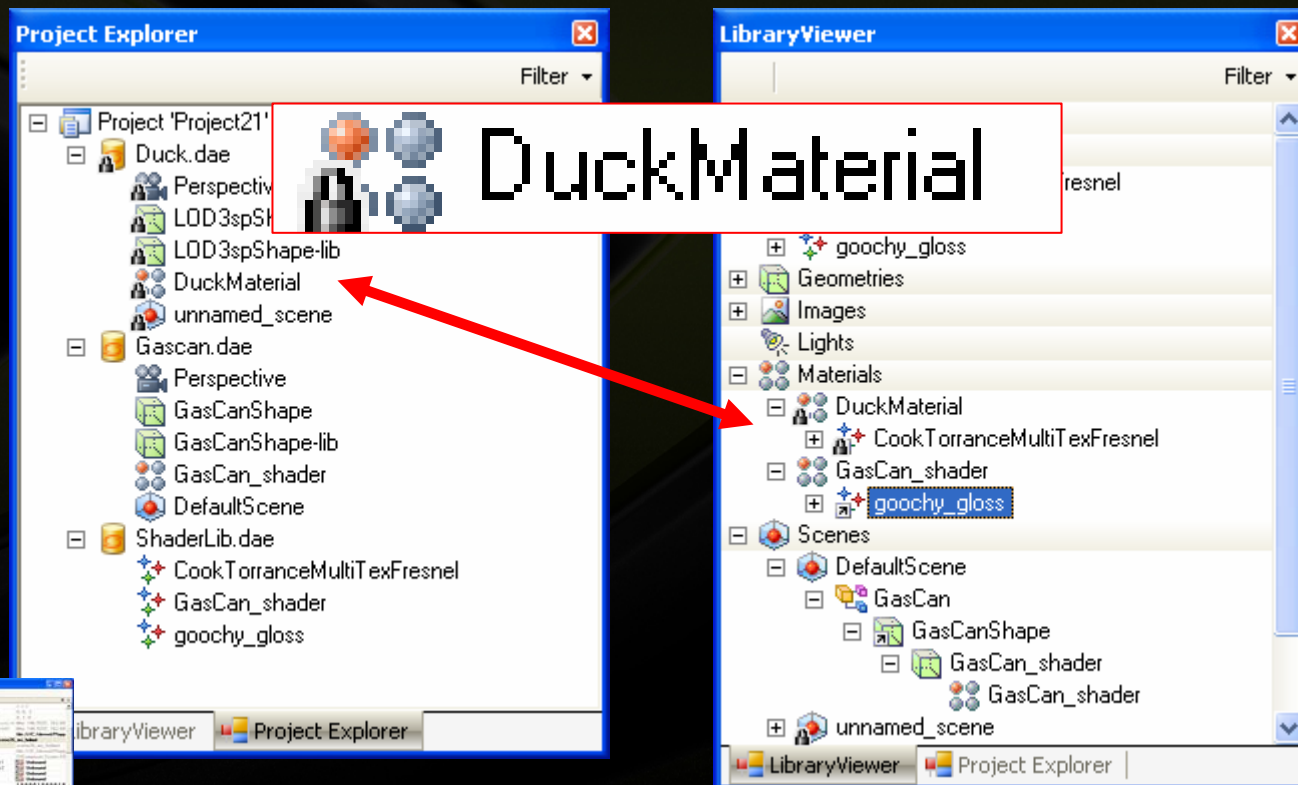 Project Explorer
Filter
Project 'Project21'
Duck.dae
Perspectiv
LOD3spSh
LOD3spShape-lib
DuckMaterial
unnamed_scene
Gascan.dae
Perspective
GasCanShape
GasCanShape-lib
GasCan_shader
DefaultScene
ShaderLib.dae
CookTorranceMultiTexFresnel
GasCan_shader
goochy_gloss
ibraryViewer
Project Explorer
DuckMaterial
LibraryViewer
Filter
resnel
goochy_gloss
Geometries
Images
Lights
Materials
DuckMaterial
CookTorranceMultiTexFresnel
GasCan_shader
goochy_gloss
Scenes
DefaultScene
GasCan
GasCanShape
GasCan_shader
GasCan_shader
unnamed_scene
LibraryViewer
Project Explorer